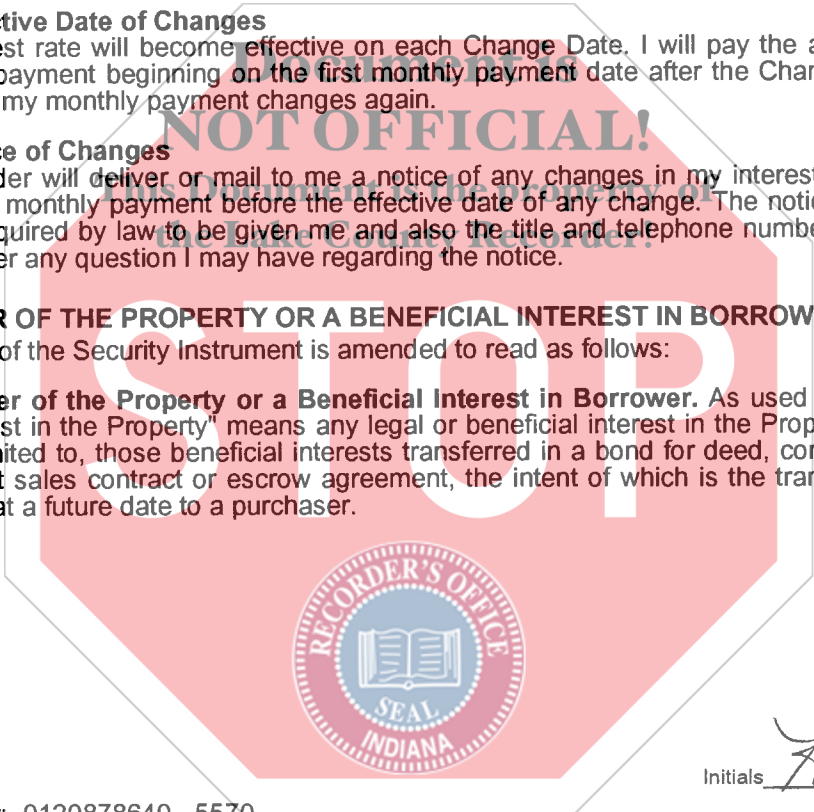 tive Date of Changes
st rate will become effective on each Change Date. I will pay the a
payment beginning on the first monthly payment date after the Char
my monthly payment changes again.
e of Changes
der will deliver or mail to me a notice of any changes in my interest
monthly payment before the effective date of any change. The notic
quired by law to be given me and also the title and telephone numbe
er any question I may have regarding the notice.
R OF THE PROPERTY OR A BENEFICIAL INTEREST IN BORROW
of the Security Instrument is amended to read as follows:
er of the Property or a Beneficial Interest in Borrower. As used
st in the Property" means any legal or beneficial interest in the Prop
ited to, those beneficial interests transferred in a bond for deed, con
t sales contract or escrow agreement, the intent of which is the tran
at a future date to a purchaser.
Document is
NOT OFFICIAL!
This Document is the property of
the Lake County Recorder!
STOP
RECORDER'S OFFICE
SEAL
INDIANA
Initials
0120878640 - 5570